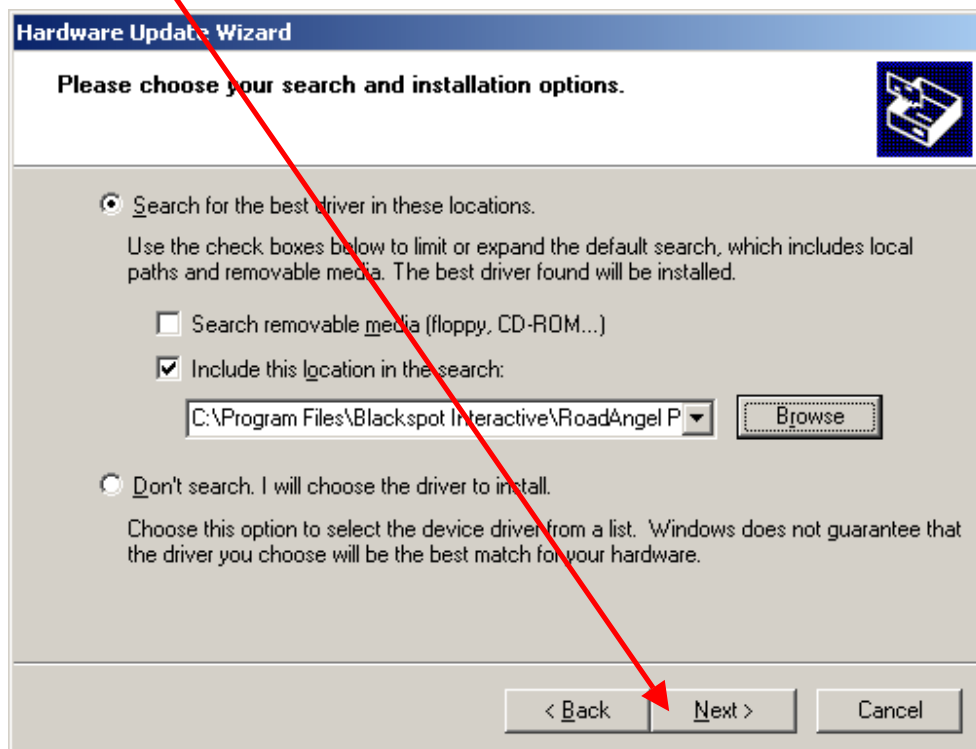 Hardware Update Wizard
Please choose your search and installation options.
Search for the best driver in these locations.
Use the check boxes below to limit or expand the default search, which includes local
paths and removable media. The best driver found will be installed.
Search removable media (floppy, CD-ROM...)
Include this location in the search:
C:\Program Files\Blackspot Interactive\RoadAngel P
Browse
Don't search. I will choose the driver to install.
Choose this option to select the device driver from a list. Windows does not guarantee that
the driver you choose will be the best match for your hardware.
< Back Next > Cancel